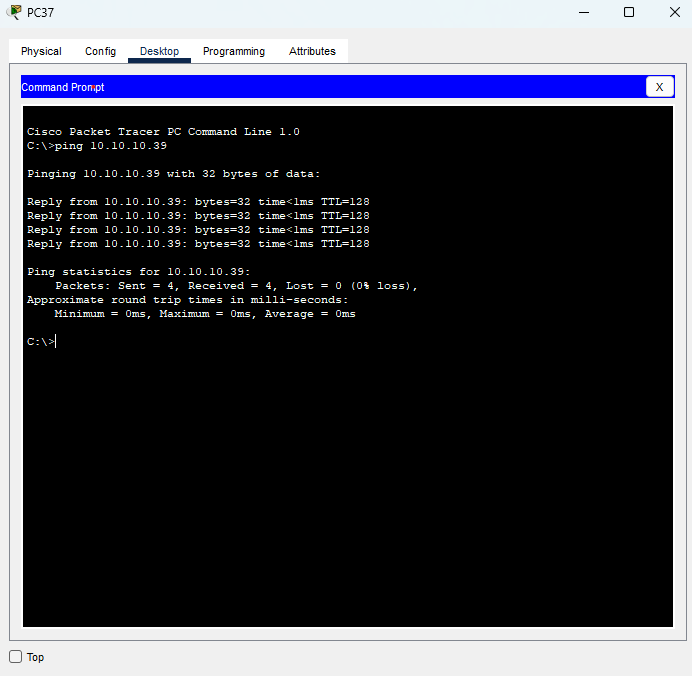 PC37
Physical Config Desktop Programming Attributes
Command Prompt
X
Cisco Packet Tracer PC Command Line 1.0
C:\>ping 10.10.10.39
Pinging 10.10.10.39 with 32 bytes of data:
Reply from 10.10.10.39: bytes=32 time<1ms TTL=128
Reply from 10.10.10.39: bytes=32 time<1ms TTL=128
Reply from 10.10.10.39: bytes=32 time<1ms TTL=128
Reply from 10.10.10.39: bytes=32 time<1ms TTL=128
Ping statistics for 10.10.10.39:
    Packets: Sent = 4, Received = 4, Lost = 0 (0% loss),
Approximate round trip times in milli-seconds:
    Minimum = 0ms, Maximum = 0ms, Average = 0ms
C:\>
Top